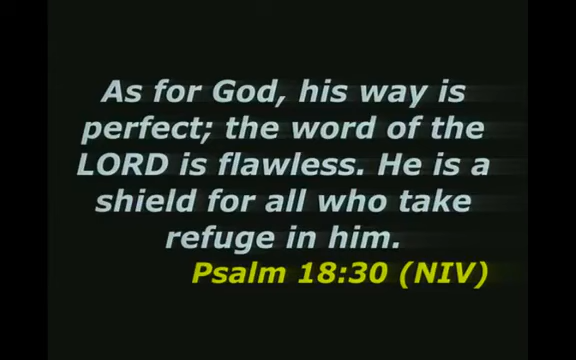 As for God, his way is
perfect; the word of the
LORD is flawless. He is a
shield for all who take
refuge in him.
Psalm 18:30 (NIV)